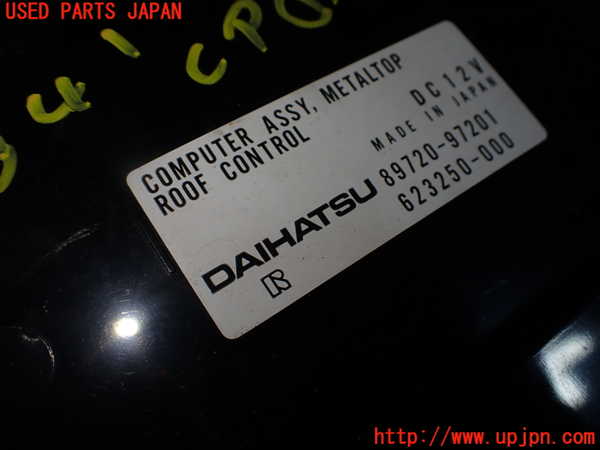 USED PARTS JAPAN
COMPUTER ASSY, METALTOP
ROOF CONTROL
DC12V
MADE IN JAPAN
DAIHATSU 89720-97201
623250-000
R
http://www.upjpn.com/